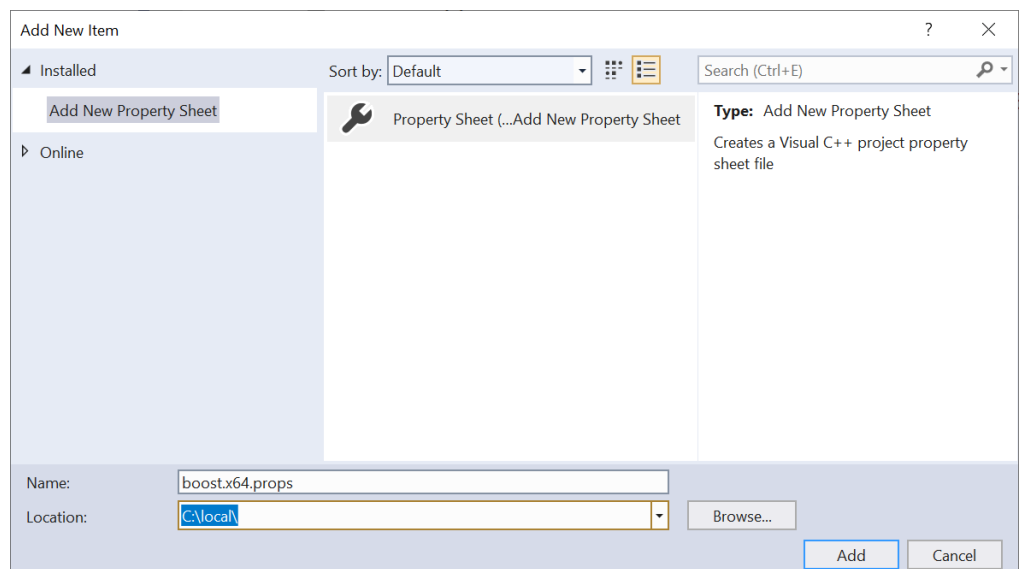 Add New Item
?
Installed
Sort by: Default
Search (Ctrl+E)
Add New Property Sheet
Property Sheet (...Add New Property Sheet
Type: Add New Property Sheet
Creates a Visual C++ project property
sheet file
Online
Name: boost.x64.props
Location: C:\local\
Browse...
Add Cancel